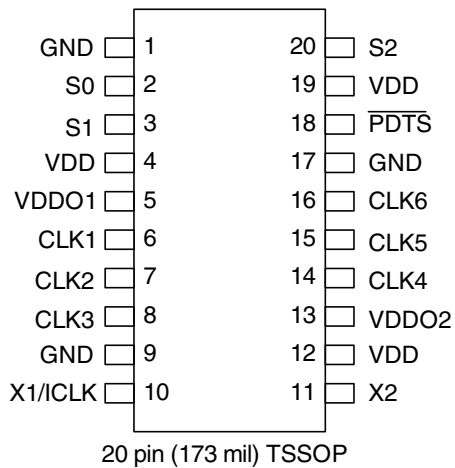 GND 1 20 S2
S0 2 19 VDD
S1 3 18 PDTS
VDD 4 17 GND
VDDO1 5 16 CLK6
CLK1 6 15 CLK5
CLK2 7 14 CLK4
CLK3 8 13 VDDO2
GND 9 12 VDD
X1/ICLK 10 11 X2
20 pin (173 mil) TSSOP